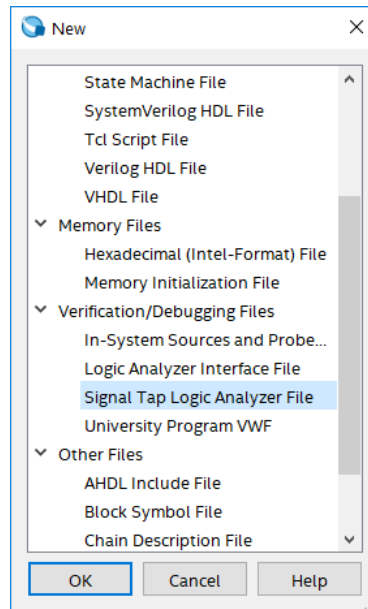 New
State Machine File
SystemVerilog HDL File
Tcl Script File
Verilog HDL File
VHDL File
Memory Files
Hexadecimal (Intel-Format) File
Memory Initialization File
Verification/Debugging Files
In-System Sources and Probe...
Logic Analyzer Interface File
Signal Tap Logic Analyzer File
University Program VWF
Other Files
AHDL Include File
Block Symbol File
Chain Description File
OK Cancel Help